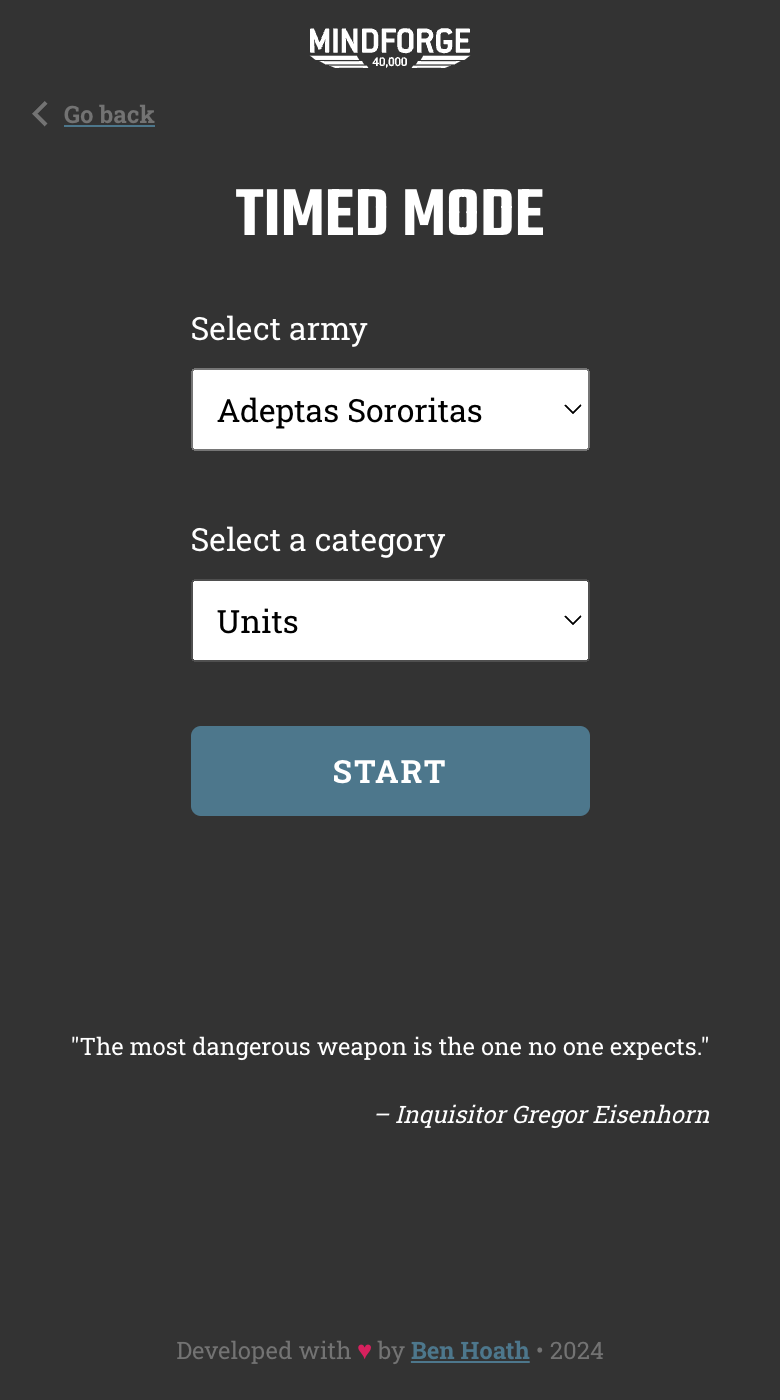 MINDFORGE
40,000
Go back
TIMED MODE
Select army
Adeptas Sororitas
Select a category
Units
START
"The most dangerous weapon is the one no one expects."
– Inquisitor Gregor Eisenhorn
Developed with ♥ by Ben Hoath • 2024